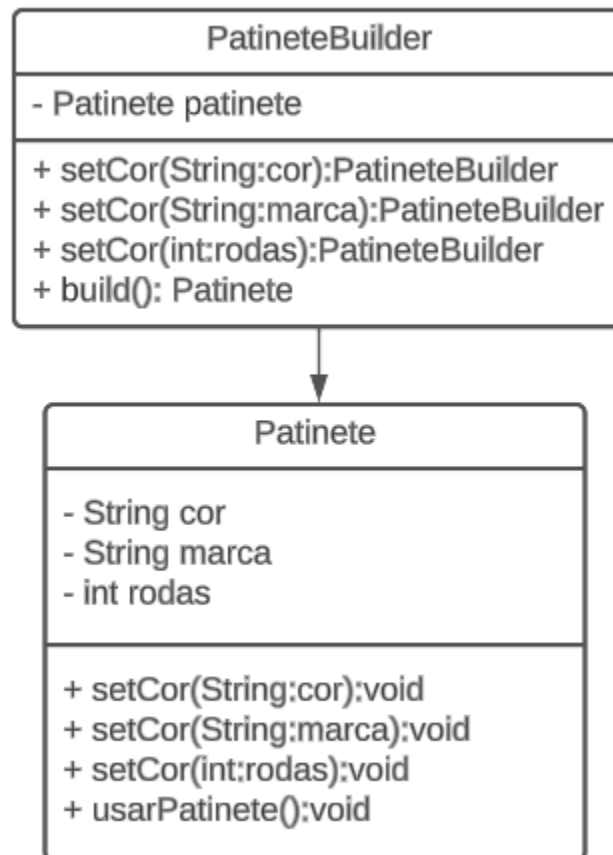 PatineteBuilder
- Patinete patinete
+ setCor(String:cor):PatineteBuilder
+ setCor(String:marca):PatineteBuilder
+ setCor(int:rodas):PatineteBuilder
+ build(): Patinete
Patinete
- String cor
- String marca
- int rodas
+ setCor(String:cor):void
+ setCor(String:marca):void
+ setCor(int:rodas):void
+ usarPatinete():void